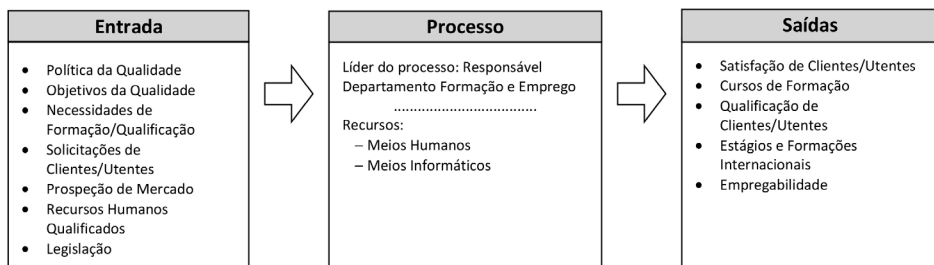 Entrada
• Política da Qualidade
• Objetivos da Qualidade
• Necessidades de
Formação/Qualificação
• Solicitações de
Clientes/Utentes
• Prospeção de Mercado
• Recursos Humanos
Qualificados
• Legislação
Processo
Líder do processo: Responsável
Departamento Formação e Emprego
....................................
Recursos:
– Meios Humanos
– Meios Informáticos
Saídas
• Satisfação de Clientes/Utentes
• Cursos de Formação
• Qualificação de
Clientes/Utentes
• Estágios e Formações
Internacionais
• Empregabilidade